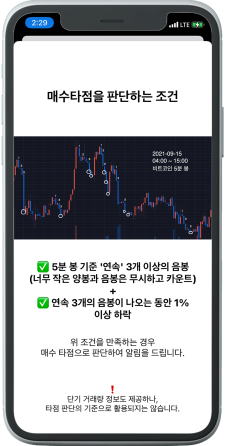 2:29
LTE
매수타점을 판단하는 조건
2021-09-15
04:00 ~ 15:00
비트코인 5분 봉
✅ 5분 봉 기준 '연속' 3개 이상의 음봉
(너무 작은 양봉과 음봉은 무시하고 카운트)
+
✅ 연속 3개의 음봉이 나오는 동안 1%
이상 하락
위 조건을 만족하는 경우
매수 타점으로 판단하여 알림을 드립니다.
❗
단기 거래량 정보도 제공하나,
타점 판단의 기준으로 활용되지는 않습니다.